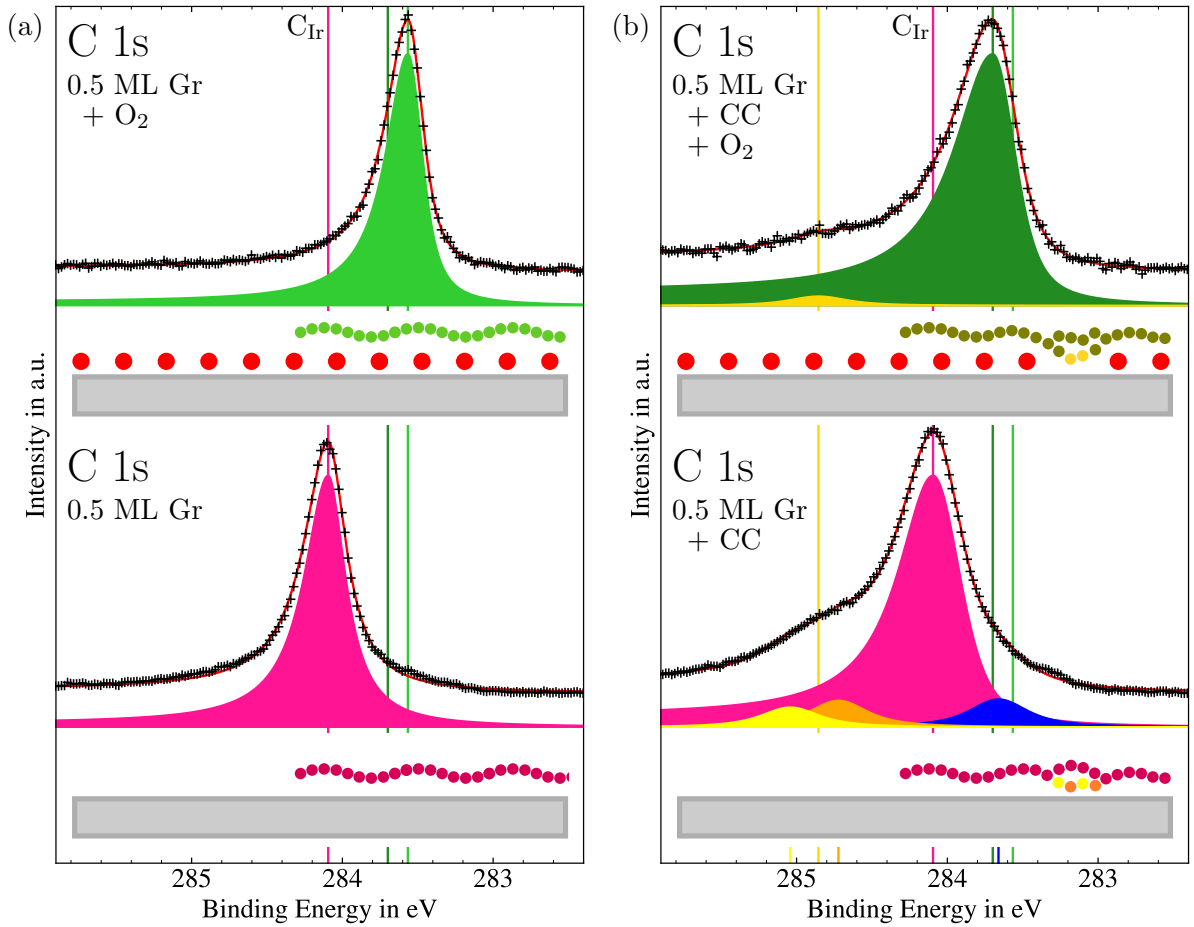 (a)
C 1s
0.5 ML Gr
+ O₂
C_Ir
C 1s
0.5 ML Gr
Intensity in a.u.
285 284 283
Binding Energy in eV
(b)
C 1s
0.5 ML Gr
+ CC
+ O₂
C_Ir
C 1s
0.5 ML Gr
+ CC
Intensity in a.u.
285 284 283
Binding Energy in eV